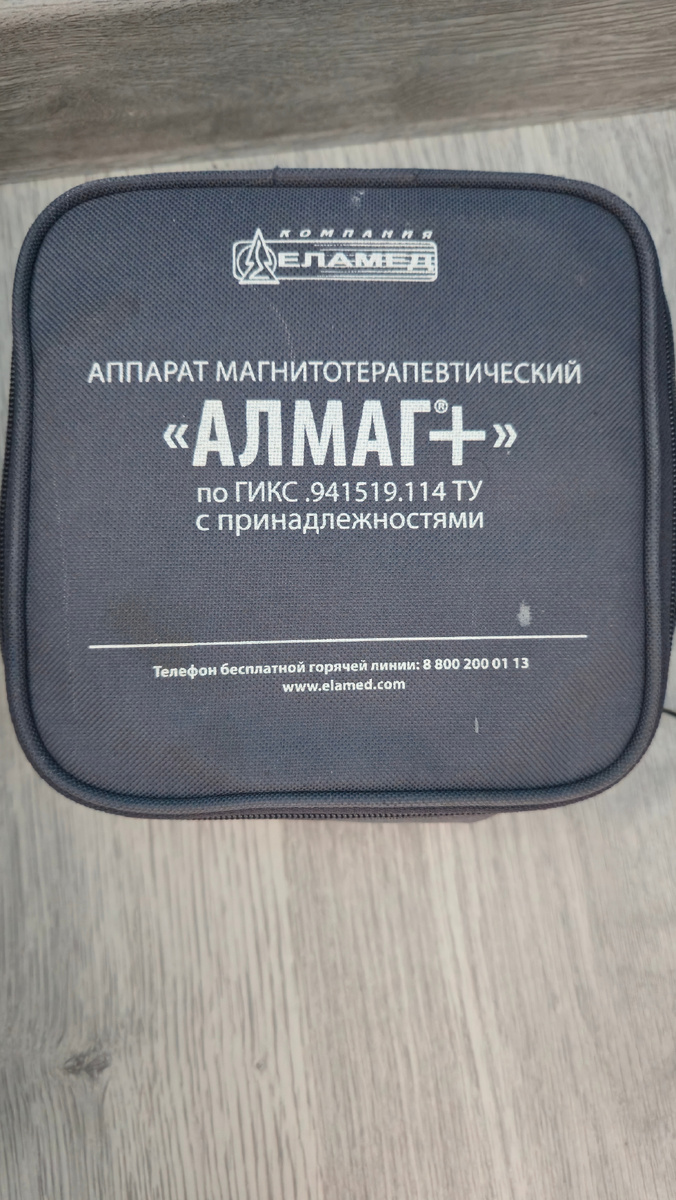 КОМПАНИЯ
ЕЛАМЕД
АППАРАТ МАГНИТОТЕРАПЕВТИЧЕСКИЙ
«АЛМАГ®+»
по ГИКС .941519.114 ТУ
с принадлежностями
Телефон бесплатной горячей линии: 8 800 200 01 13
www.elamed.com